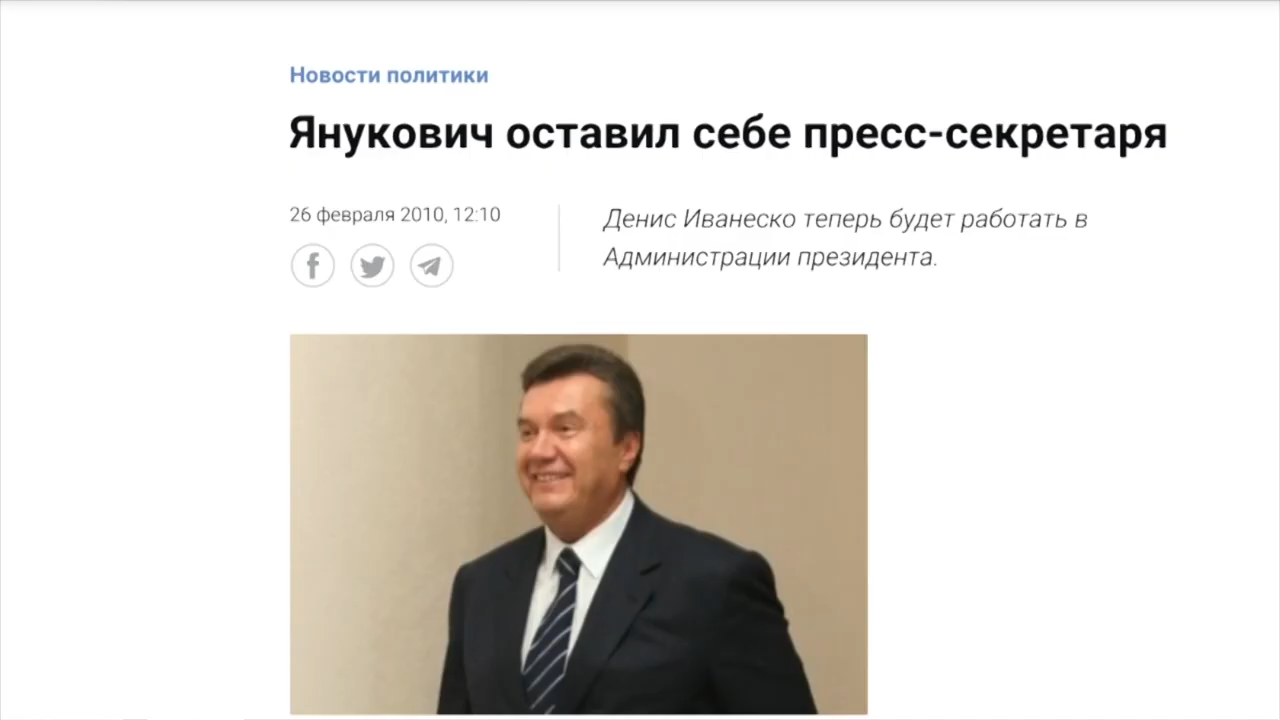 Новости политики
Янукович оставил себе пресс-секретаря
26 февраля 2010, 12:10
Денис Иванеско теперь будет работать в
Администрации президента.